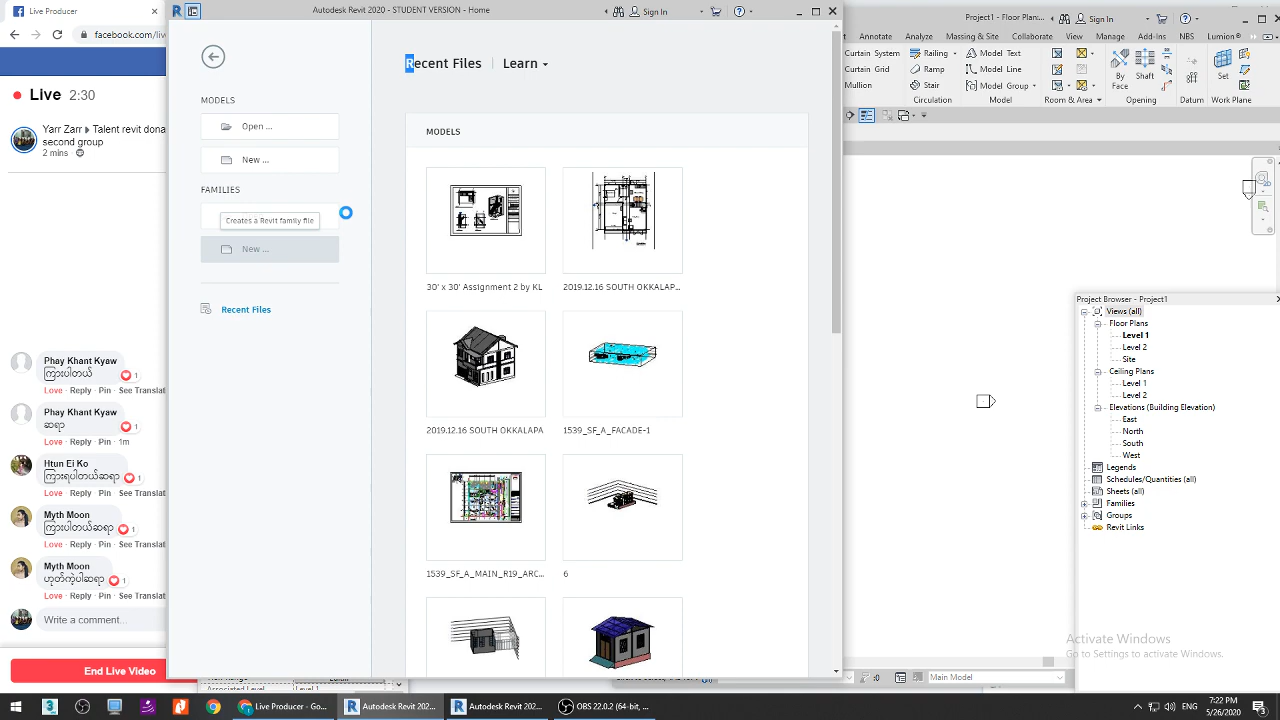 Live Producer
facebook.com/liv
Live 2:30
Yarr Zarr ▸ Talent revit dona
second group
2 mins
Phay Khant Kyaw
ကြားပါတယ်
1
Love · Reply · Pin · See Translat
Phay Khant Kyaw
ဆရာ
1
Love · Reply · Pin · 1m
Htun Ei Ko
ကြားရပါတယ်ဆရာ
1
Love · Reply · Pin · See Translat
Myth Moon
ကြားပါတယ်ဆရာ
1
Love · Reply · Pin · See Translat
Myth Moon
ဟုတ်ကဲ့ပါဆရာ
1
Love · Reply · Pin · See Transla
Write a comment...
End Live Video
Autodesk Revit 2020 - STUDENT VERSION - Home
Sign In
MODELS
Open ...
New ...
FAMILIES
Creates a Revit family file
New ...
Recent Files
Recent Files
Learn
MODELS
30' x 30' Assignment 2 by KL
2019.12.16 SOUTH OKKALAP...
2019.12.16 SOUTH OKKALAPA
1539_SF_A_FACADE-1
1539_SF_A_MAIN_R19_ARC...
6
Project1 - Floor Plan...
Sign In
Annotate
Analyze
Massing & Site
Collaborate
View
Manage
Add-Ins
NBS
Lumion®
Curtain System
Railing
Model Text
Curtain Grid
Ramp
Model Line
Mullion
Stair
Model Group
By
Face
Shaft
Set
Circulation
Model
Room & Area
Opening
Datum
Work Plane
Project Browser - Project1
Views (all)
Floor Plans
Level 1
Level 2
Site
Ceiling Plans
Level 1
Level 2
Elevations (Building Elevation)
East
North
South
West
Legends
Schedules/Quantities (all)
Sheets (all)
Families
Groups
Revit Links
Activate Windows
Go to Settings to activate Windows.
:0
Main Model
Live Producer - Go...
Autodesk Revit 202...
Autodesk Revit 202...
OBS 22.0.2 (64-bit, ...
ENG
7:22 PM
5/26/2020